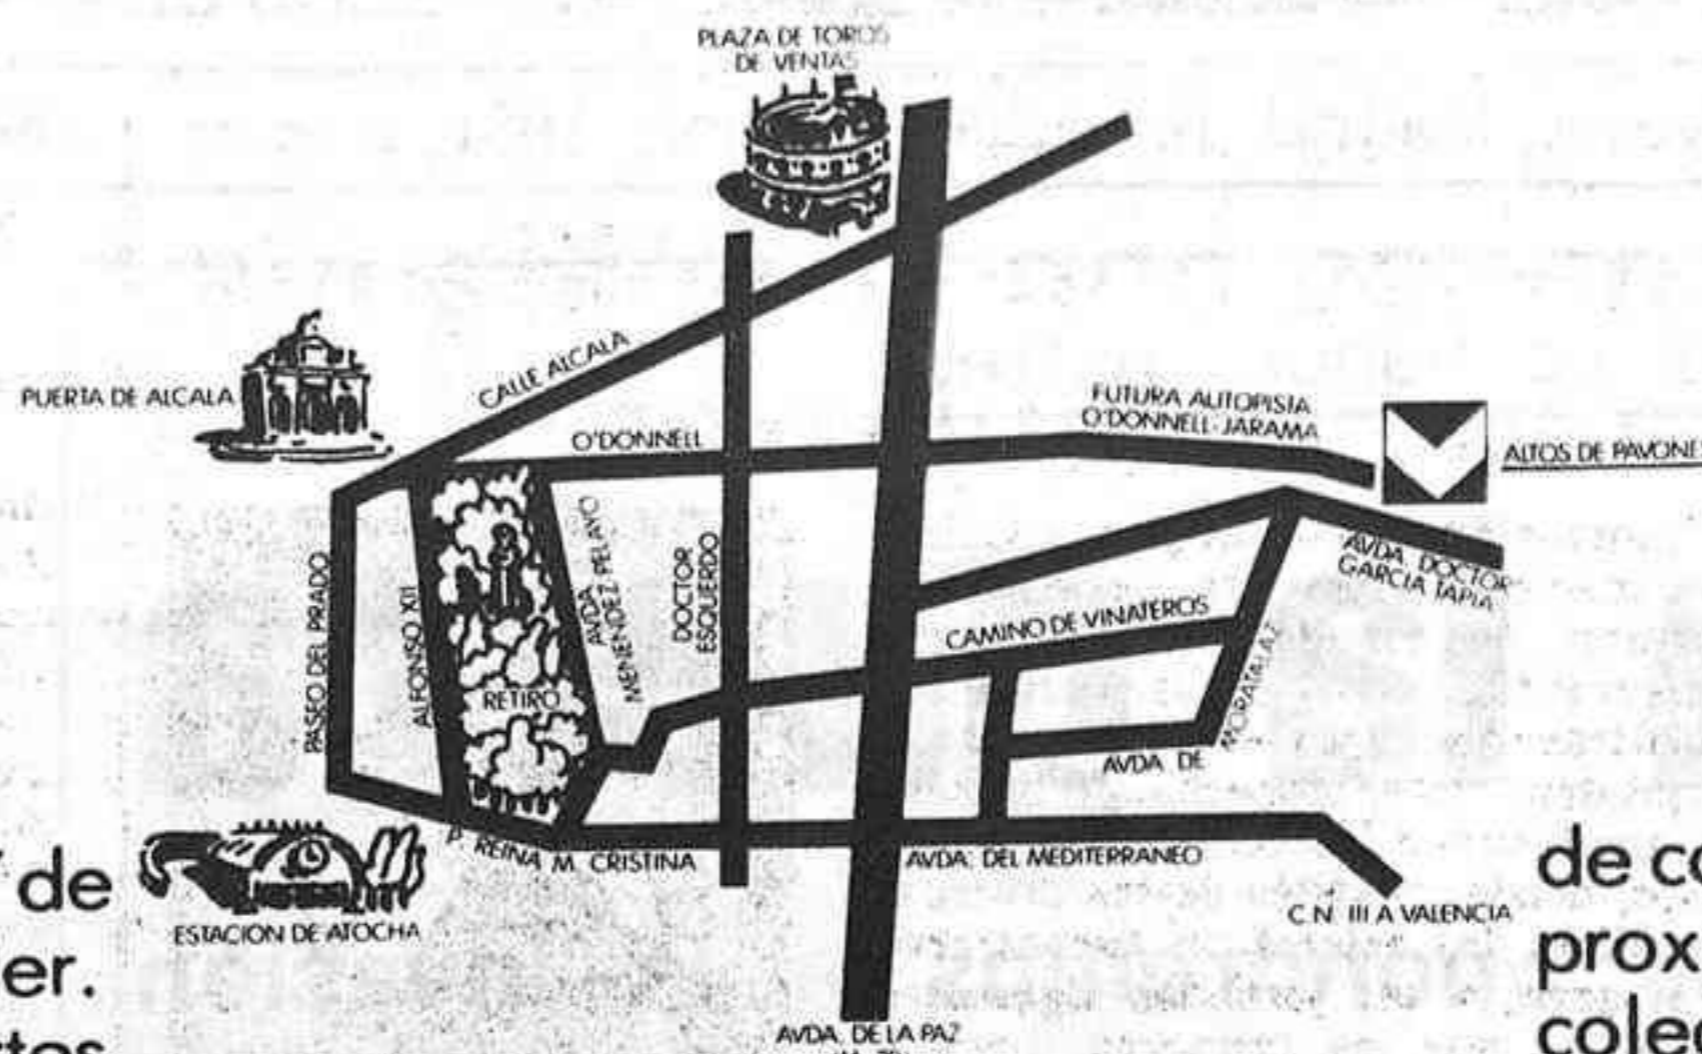 PLAZA DE TOROS
DE VENTAS
PUERTA DE ALCALA
CALLE ALCALA
O'DONNELL
FUTURA AUTOPISTA
O'DONNELL-JARAMA
ALTOS DE PAVONES
PASEO DEL PRADO
ALFONSO XII
RETIRO
AVDA.
MENENDEZ PELAYO
DOCTOR
ESQUERDO
AVDA. DOCTOR
GARCIA TAPIA
CAMINO DE VINATEROS
AVDA. DE
MORATALAZ
P. REINA M. CRISTINA
AVDA. DEL MEDITERRANEO
C.N. III A VALENCIA
ESTACION DE ATOCHA
AVDA. DE LA PAZ
de
er.
de co
prox
coleg